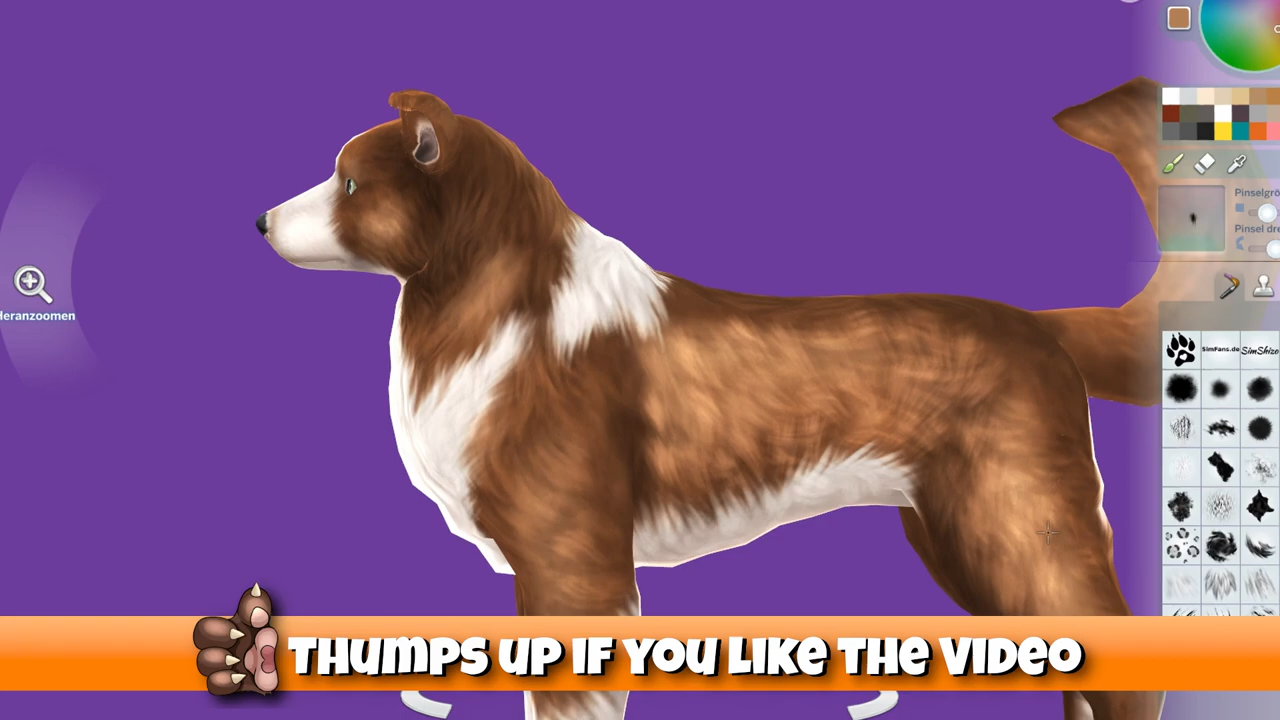 Pinselgrö
Pinsel dre
Heranzoomen
SimFans.de
SimShize
THUMPS UP IF YOU LIKE THE VIDEO